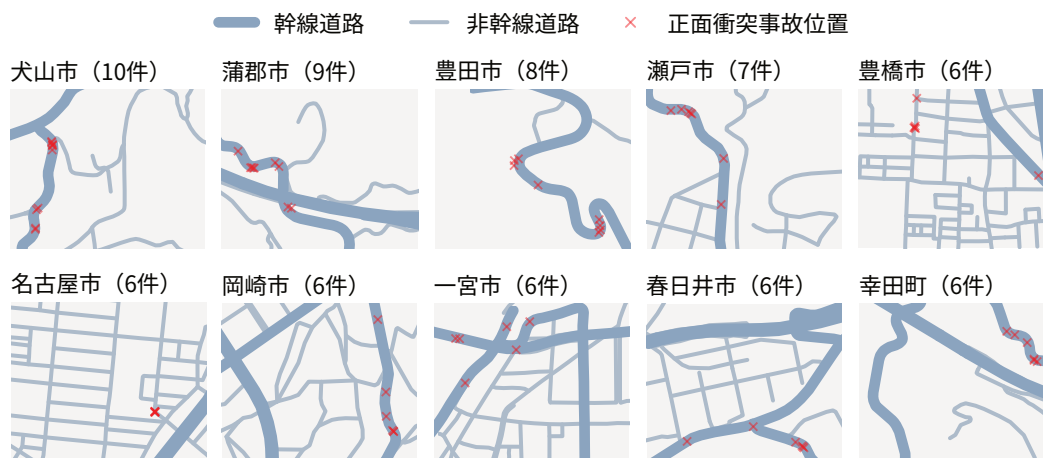 幹線道路 非幹線道路 正面衝突事故位置
犬山市（10件） 蒲郡市（9件） 豊田市（8件） 瀬戸市（7件） 豊橋市（6件）
名古屋市（6件） 岡崎市（6件） 一宮市（6件） 春日井市（6件） 幸田町（6件）